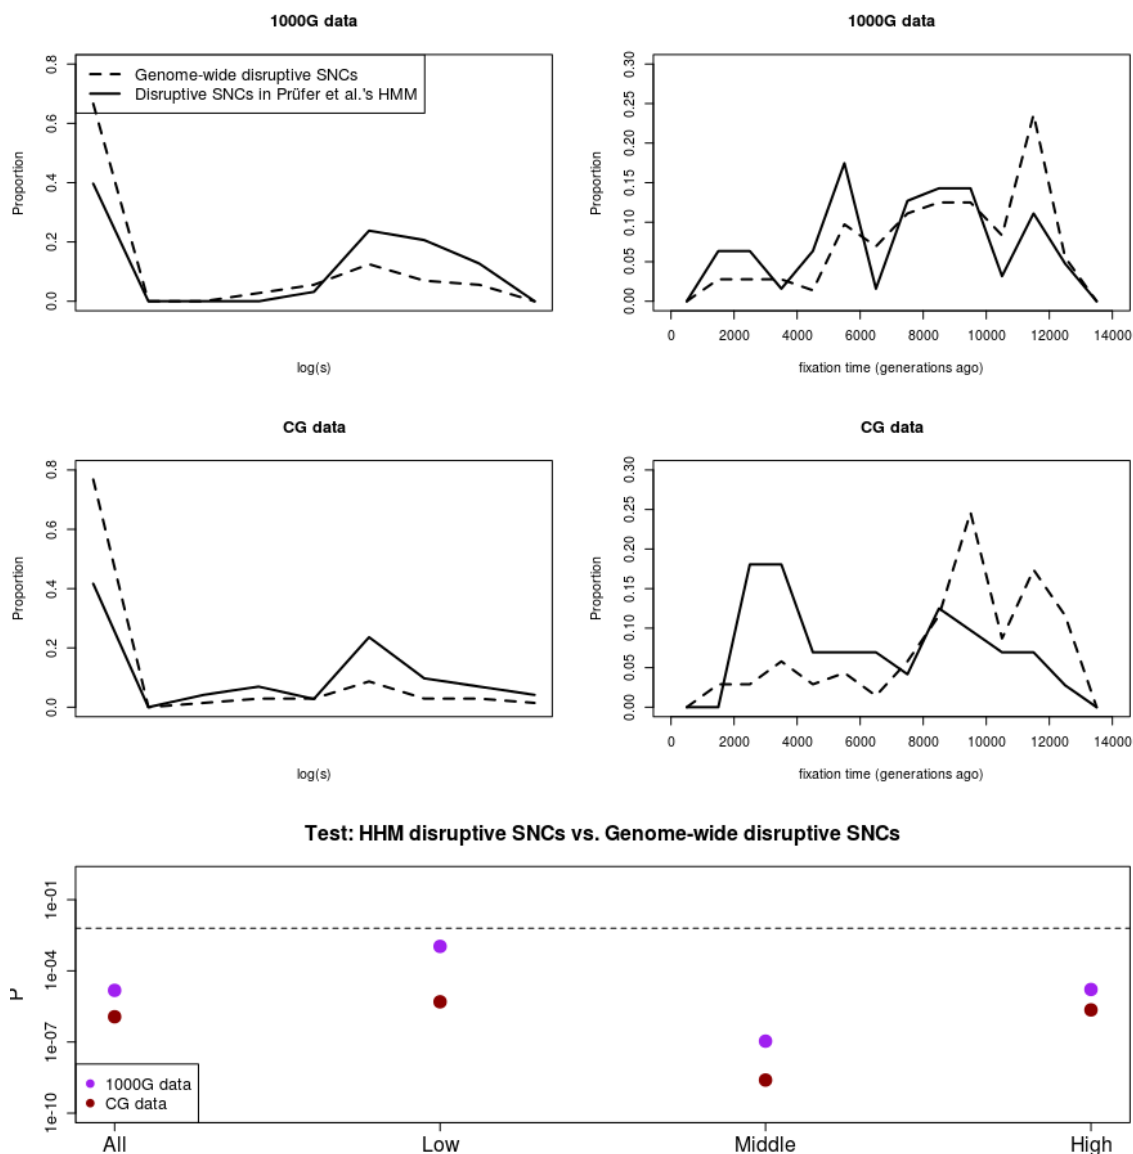 1000G data
Proportion
0.0
0.2
0.4
0.6
0.8
Genome-wide disruptive SNCs
Disruptive SNCs in Prüfer et al.'s HMM
log(s)
1000G data
Proportion
0.00
0.05
0.10
0.15
0.20
0.25
0.30
0 2000 4000 6000 8000 10000 12000 14000
fixation time (generations ago)
CG data
Proportion
0.0
0.2
0.4
0.6
0.8
log(s)
CG data
Proportion
0.00
0.05
0.10
0.15
0.20
0.25
0.30
0 2000 4000 6000 8000 10000 12000 14000
fixation time (generations ago)
Test: HHM disruptive SNCs vs. Genome-wide disruptive SNCs
1e-01
1e-04
1e-07
1e-10
1000G data
CG data
All Low Middle High